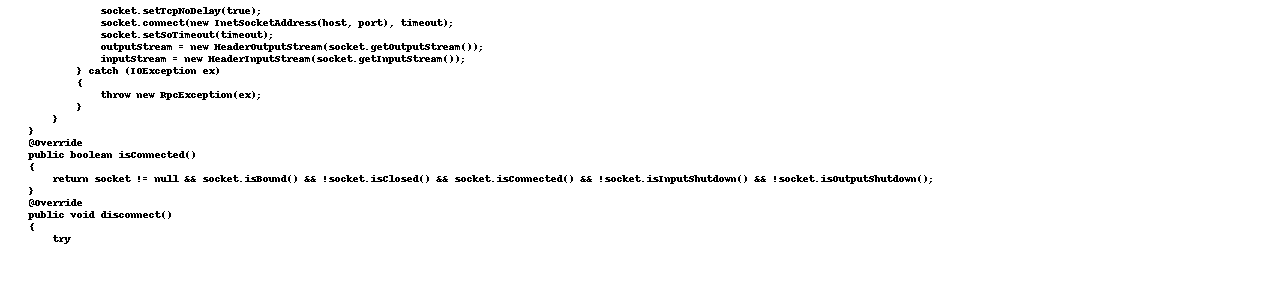 socket.setTcpNoDelay(true);
socket.connect(new InetSocketAddress(host, port), timeout);
socket.setSoTimeout(timeout);
outputStream = new HeaderOutputStream(socket.getOutputStream());
inputStream = new HeaderInputStream(socket.getInputStream());
} catch (IOException ex)
{
throw new RpcException(ex);
}
}
}
@Override
public boolean isConnected()
{
return socket != null && socket.isBound() && !socket.isClosed() && socket.isConnected() && !socket.isInputShutdown() && !socket.isOutputShutdown();
}
@Override
public void disconnect()
{
try